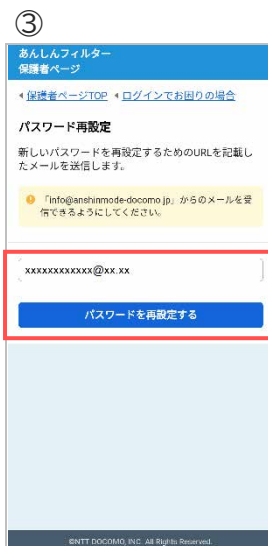 ③
あんしんフィルター
保護者ページ
保護者ページTOP ログインでお困りの場合
パスワード再設定
新しいパスワードを再設定するためのURLを記載し
たメールを送信します。
「info@anshinmode-docomo.jp」からのメールを受
信できるようにしてください。
xxxxxxxxxxxx@xx.xx
パスワードを再設定する
©NTT DOCOMO, INC. All Rights Reserved.